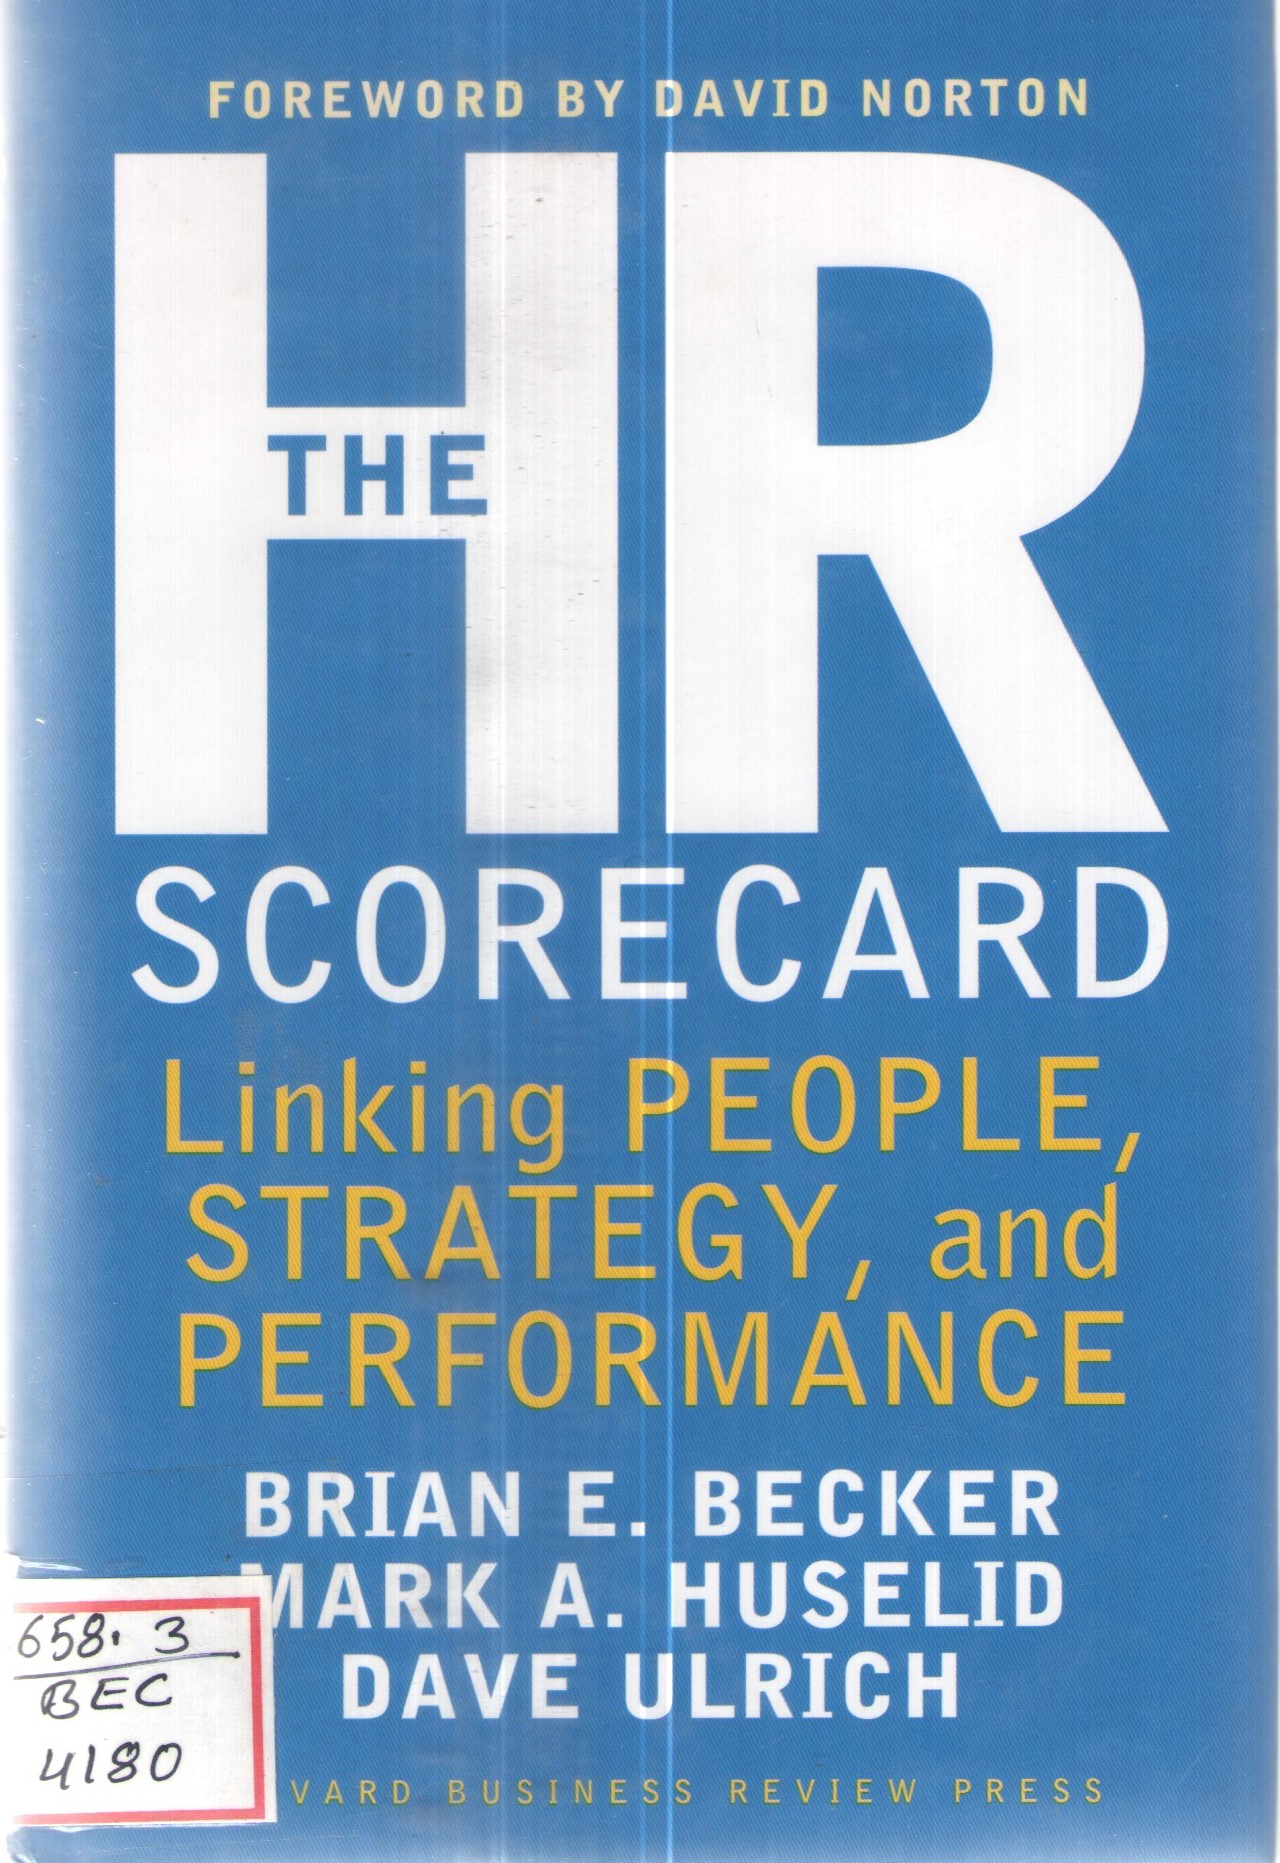 FOREWORD BY DAVID NORTON
THE
HR
SCORECARD
Linking PEOPLE,
STRATEGY, and
PERFORMANCE
BRIAN E. BECKER
MARK A. HUSELID
DAVE ULRICH
VARD BUSINESS REVIEW PRESS
658.3
BEC
4180